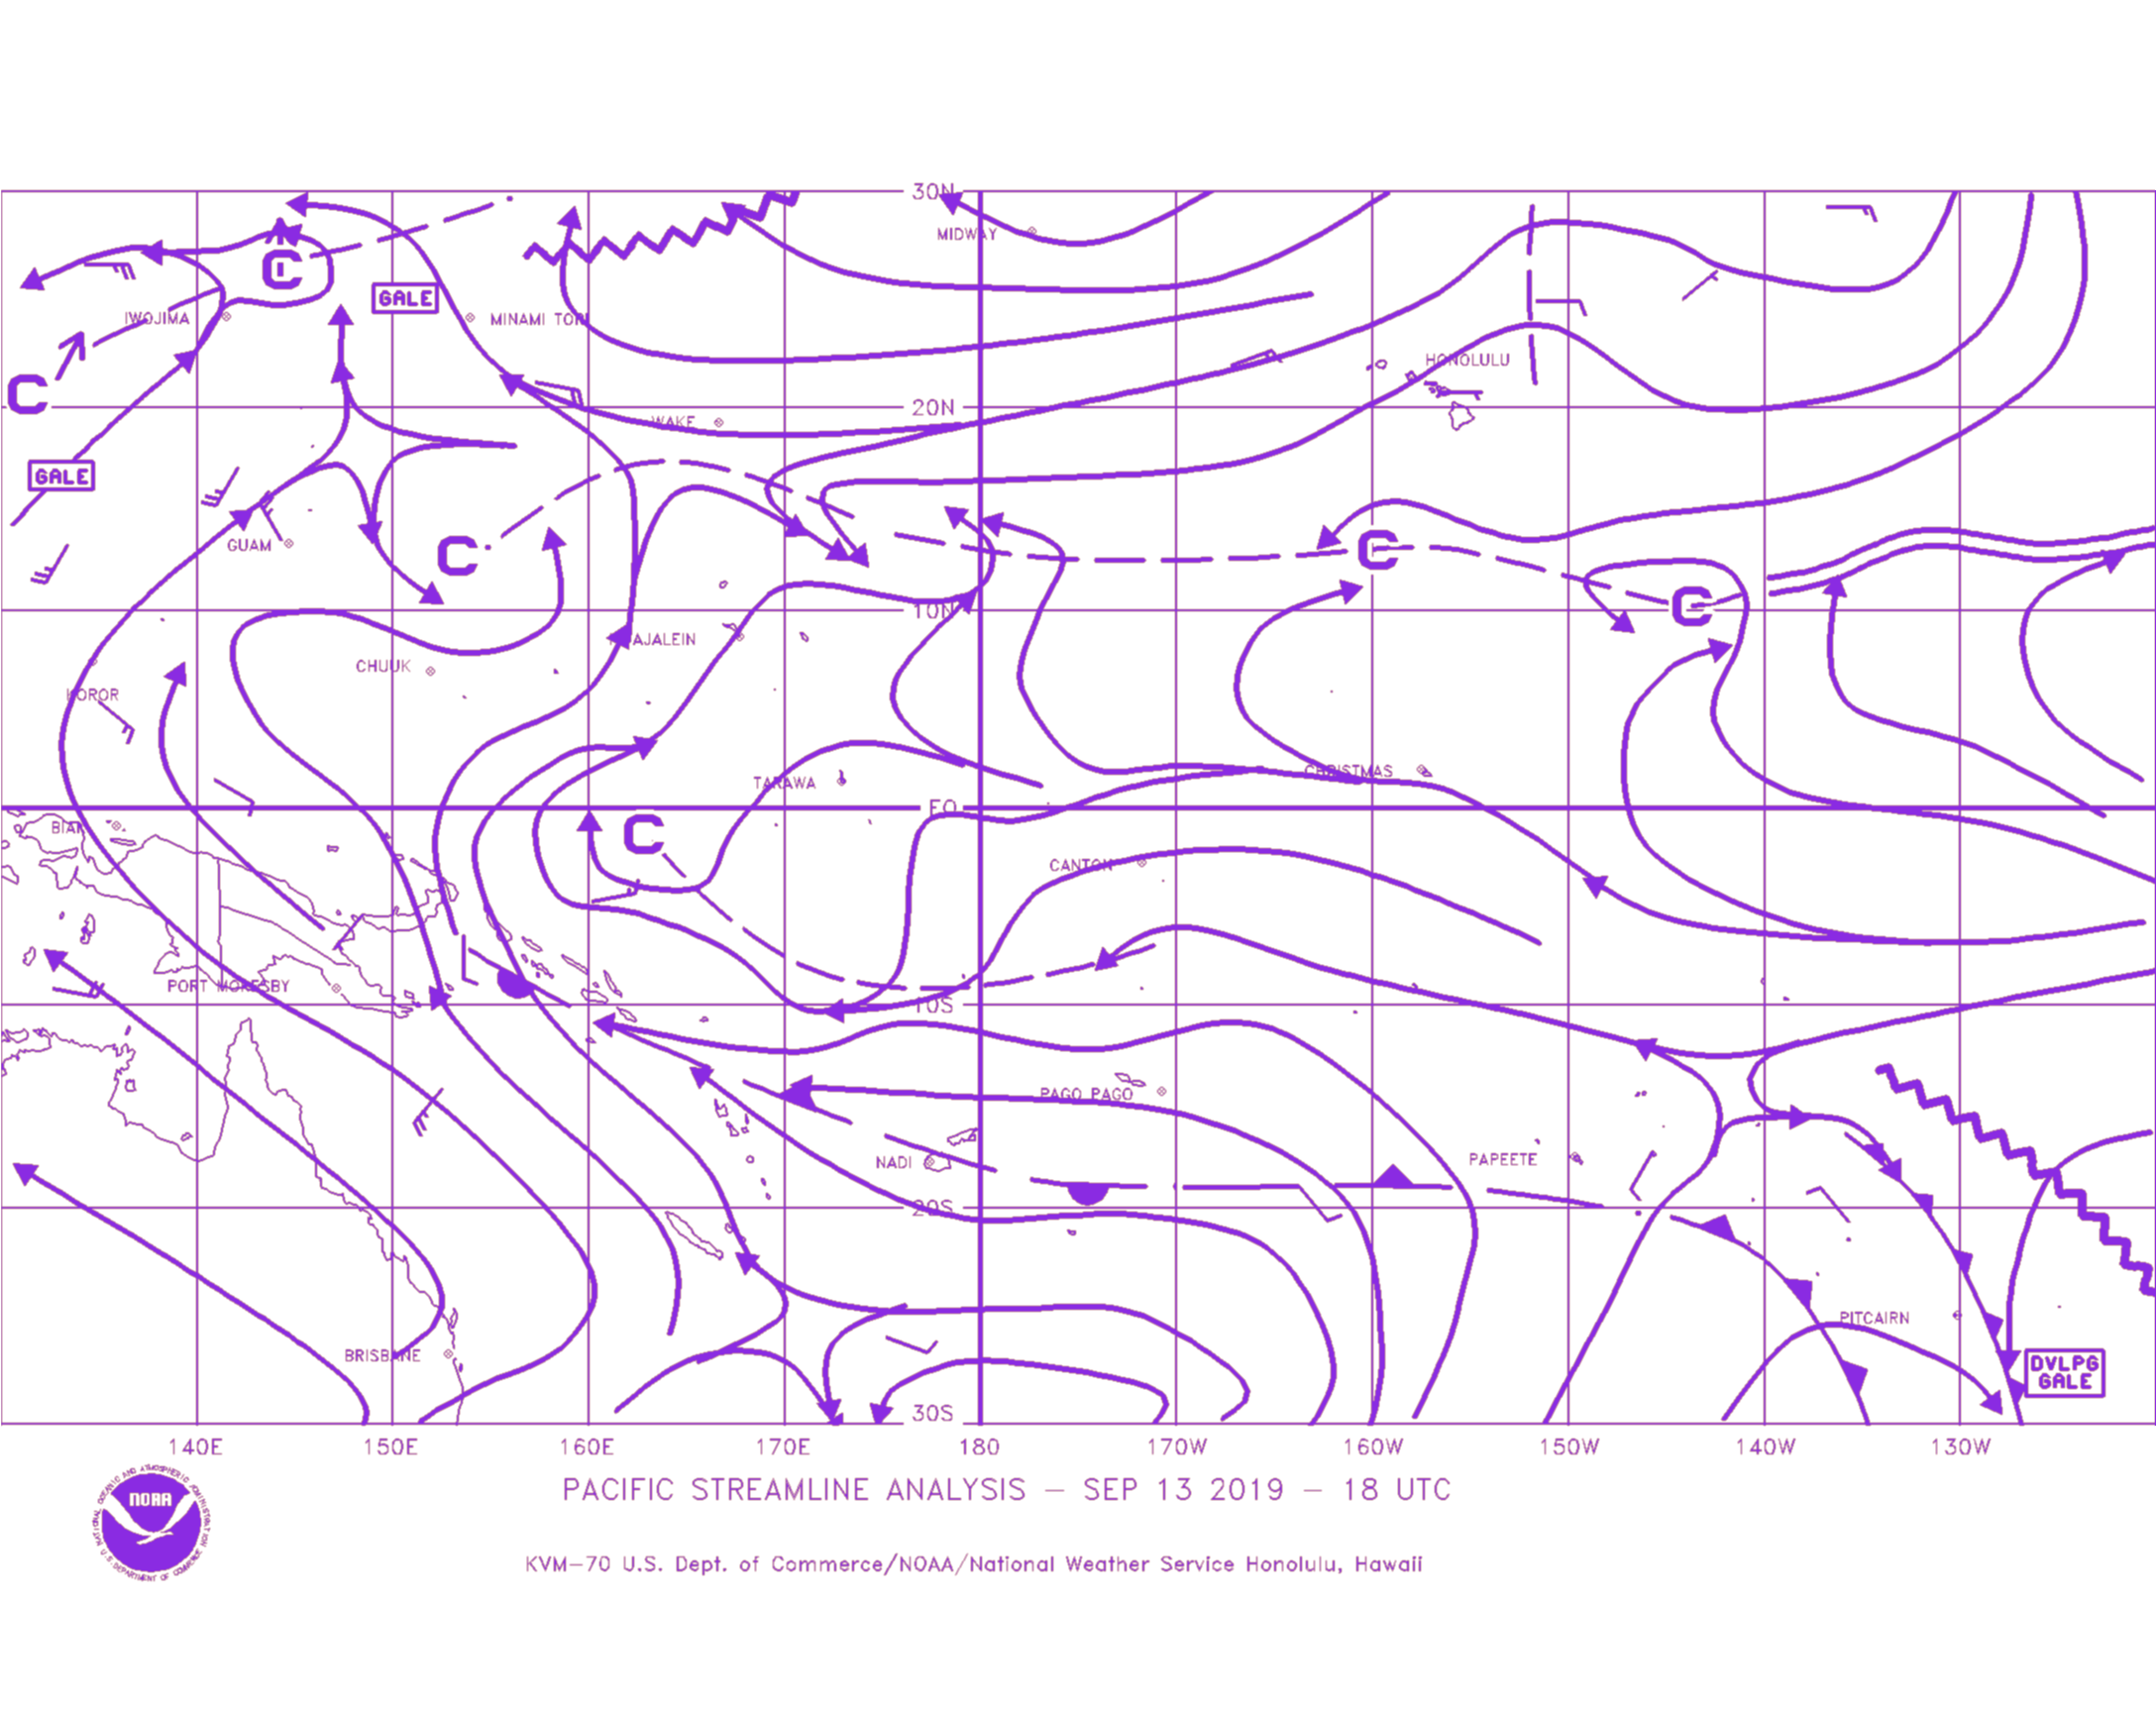 30N
MIDWAY
GALE
C
IWOJIMA
MINAMI TORI
HONOLULU
C
20N
WAKE
GALE
GUAM
C
C
C
10N
AJALEIN
CHUUK
KOROR
CHRISTMAS
TARAWA
EQ
BIAK
C
CANTON
PORT MORESBY
10S
PAGO PAGO
NADI
PAPEETE
20S
PITCAIRN
BRISBANE
DVLPG
GALE
30S
140E 150E 160E 170E 180 170W 160W 150W 140W 130W
PACIFIC STREAMLINE ANALYSIS – SEP 13 2019 – 18 UTC
NOAA
NATIONAL OCEANIC AND ATMOSPHERIC ADMINISTRATION
U.S. DEPARTMENT OF COMMERCE
KVM–70 U.S. Dept. of Commerce/NOAA/National Weather Service Honolulu, Hawaii